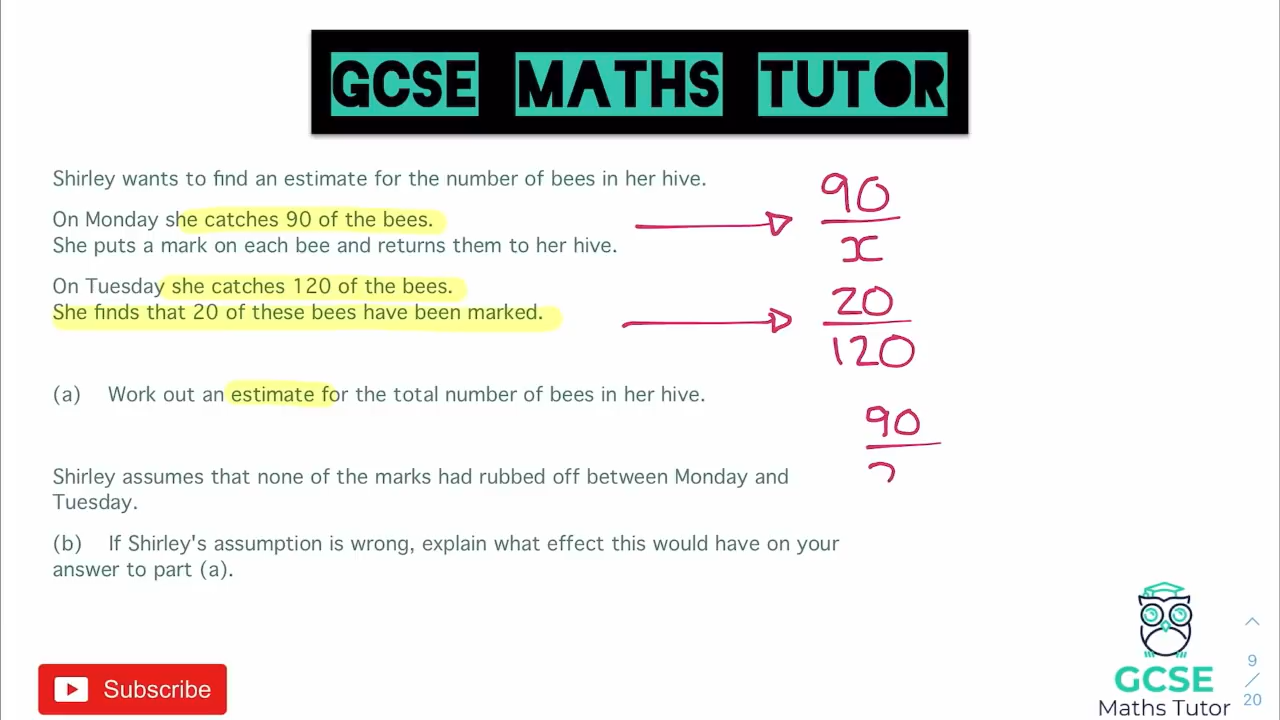 GCSE MATHS TUTOR
Shirley wants to find an estimate for the number of bees in her hive.
On Monday she catches 90 of the bees.
She puts a mark on each bee and returns them to her hive.
90
x
On Tuesday she catches 120 of the bees.
She finds that 20 of these bees have been marked.
20
120
(a) Work out an estimate for the total number of bees in her hive.
90
Shirley assumes that none of the marks had rubbed off between Monday and
Tuesday.
(b) If Shirley's assumption is wrong, explain what effect this would have on your
answer to part (a).
Subscribe
GCSE
Maths Tutor
9
/
20